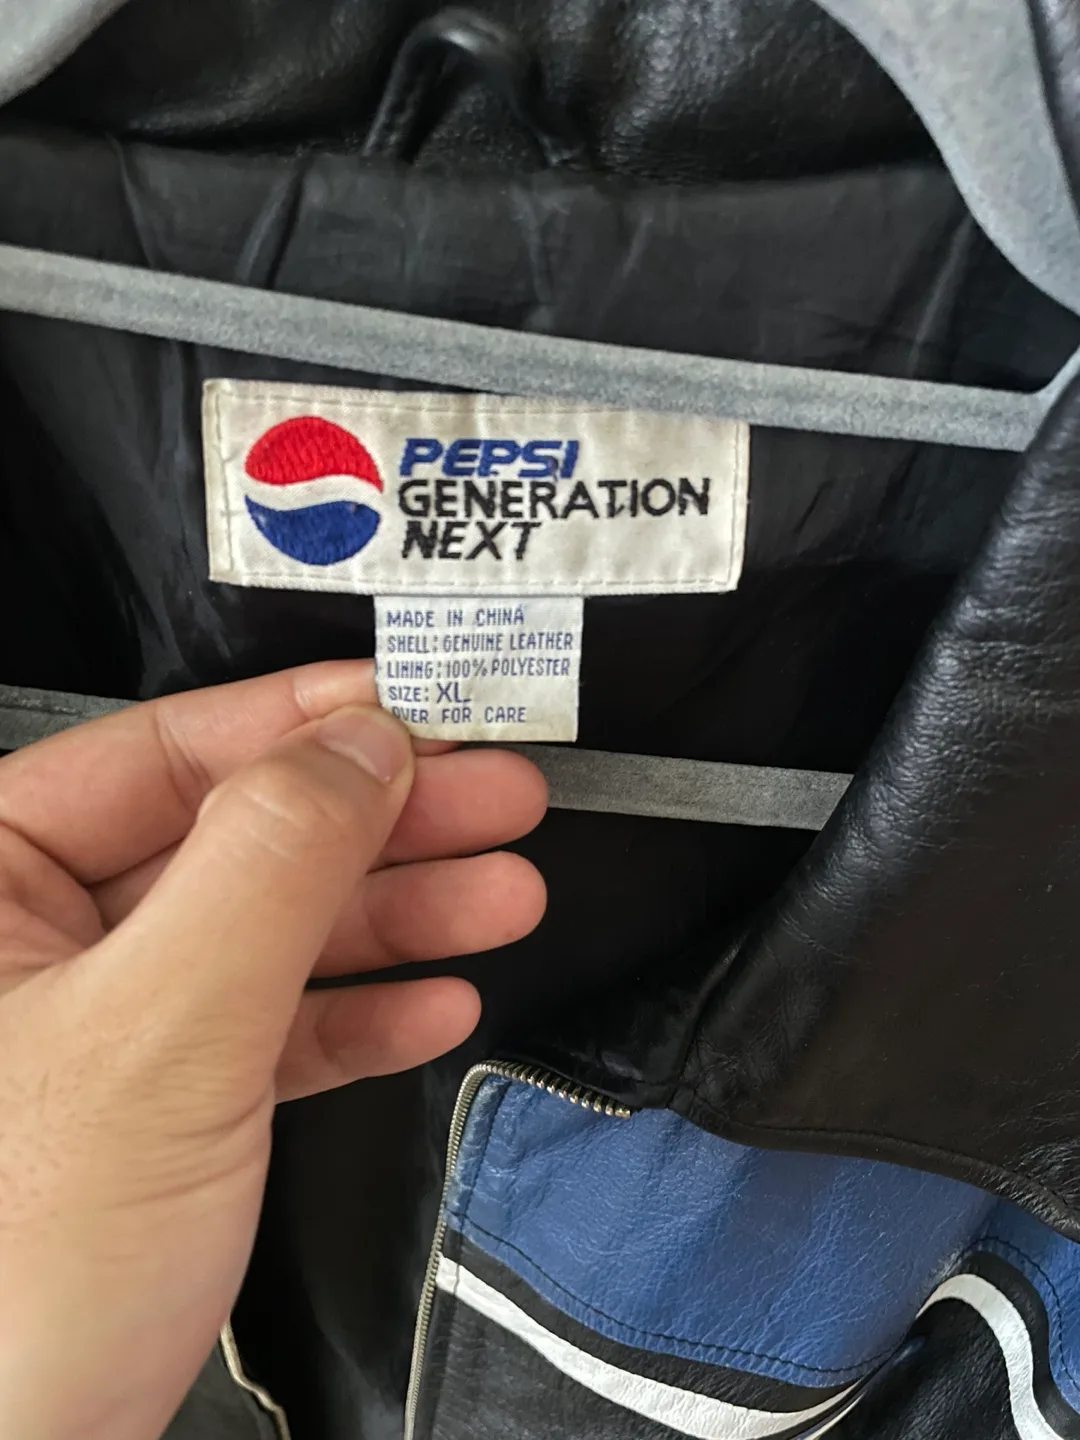 PEPSI
GENERATION
NEXT
MADE IN CHINA
SHELL: GENUINE LEATHER
LINING: 100% POLYESTER
SIZE: XL
OVER FOR CARE